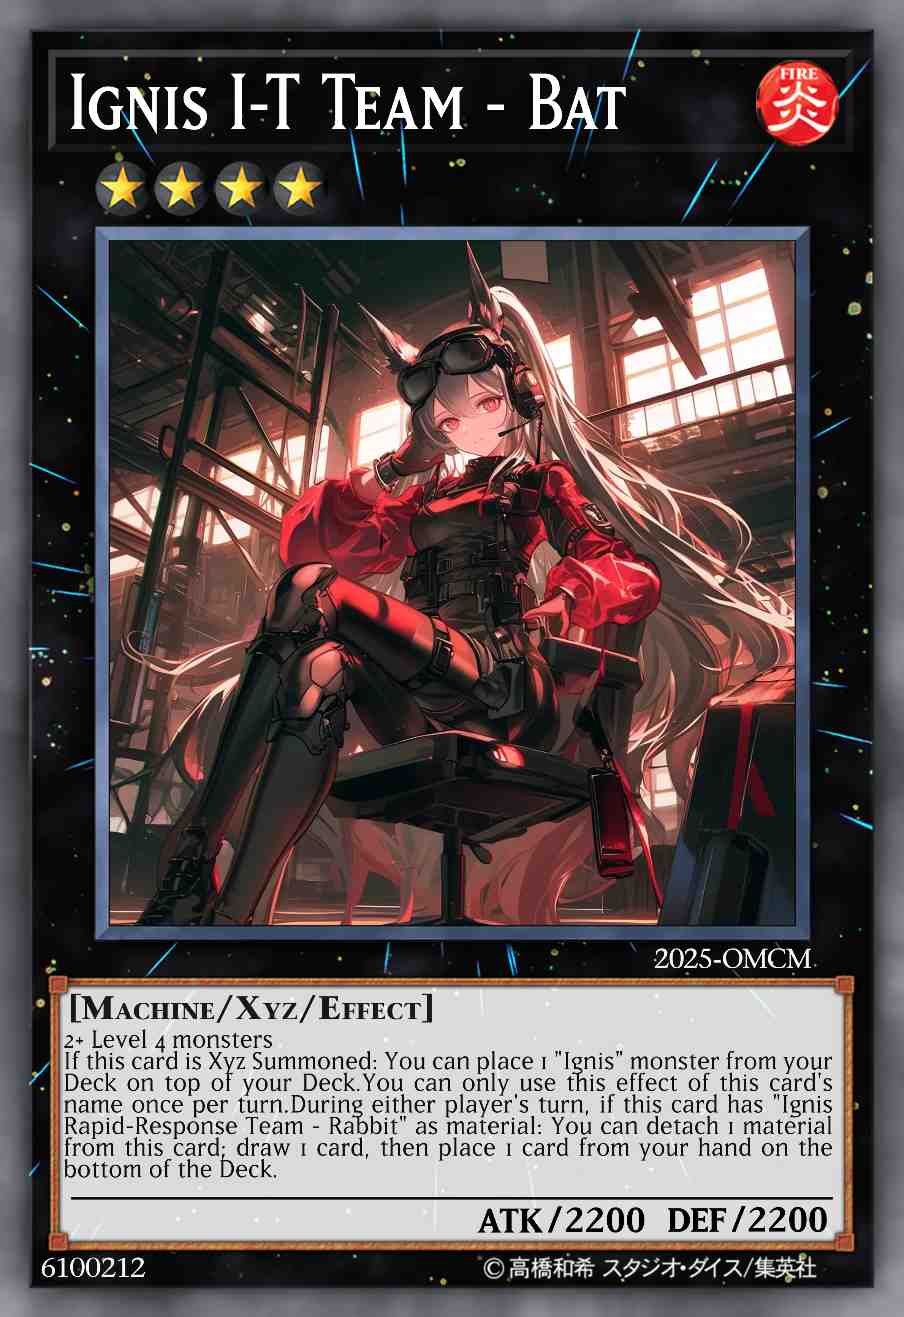 Ignis I-T Team - Bat
FIRE
炎
2025-OMCM
[Machine/Xyz/Effect]
2+ Level 4 monsters
If this card is Xyz Summoned: You can place 1 "Ignis" monster from your
Deck on top of your Deck.You can only use this effect of this card's
name once per turn.During either player's turn, if this card has "Ignis
Rapid-Response Team - Rabbit" as material: You can detach 1 material
from this card; draw 1 card, then place 1 card from your hand on the
bottom of the Deck.
ATK/2200 DEF/2200
6100212
©高橋和希 スタジオ・ダイス/集英社